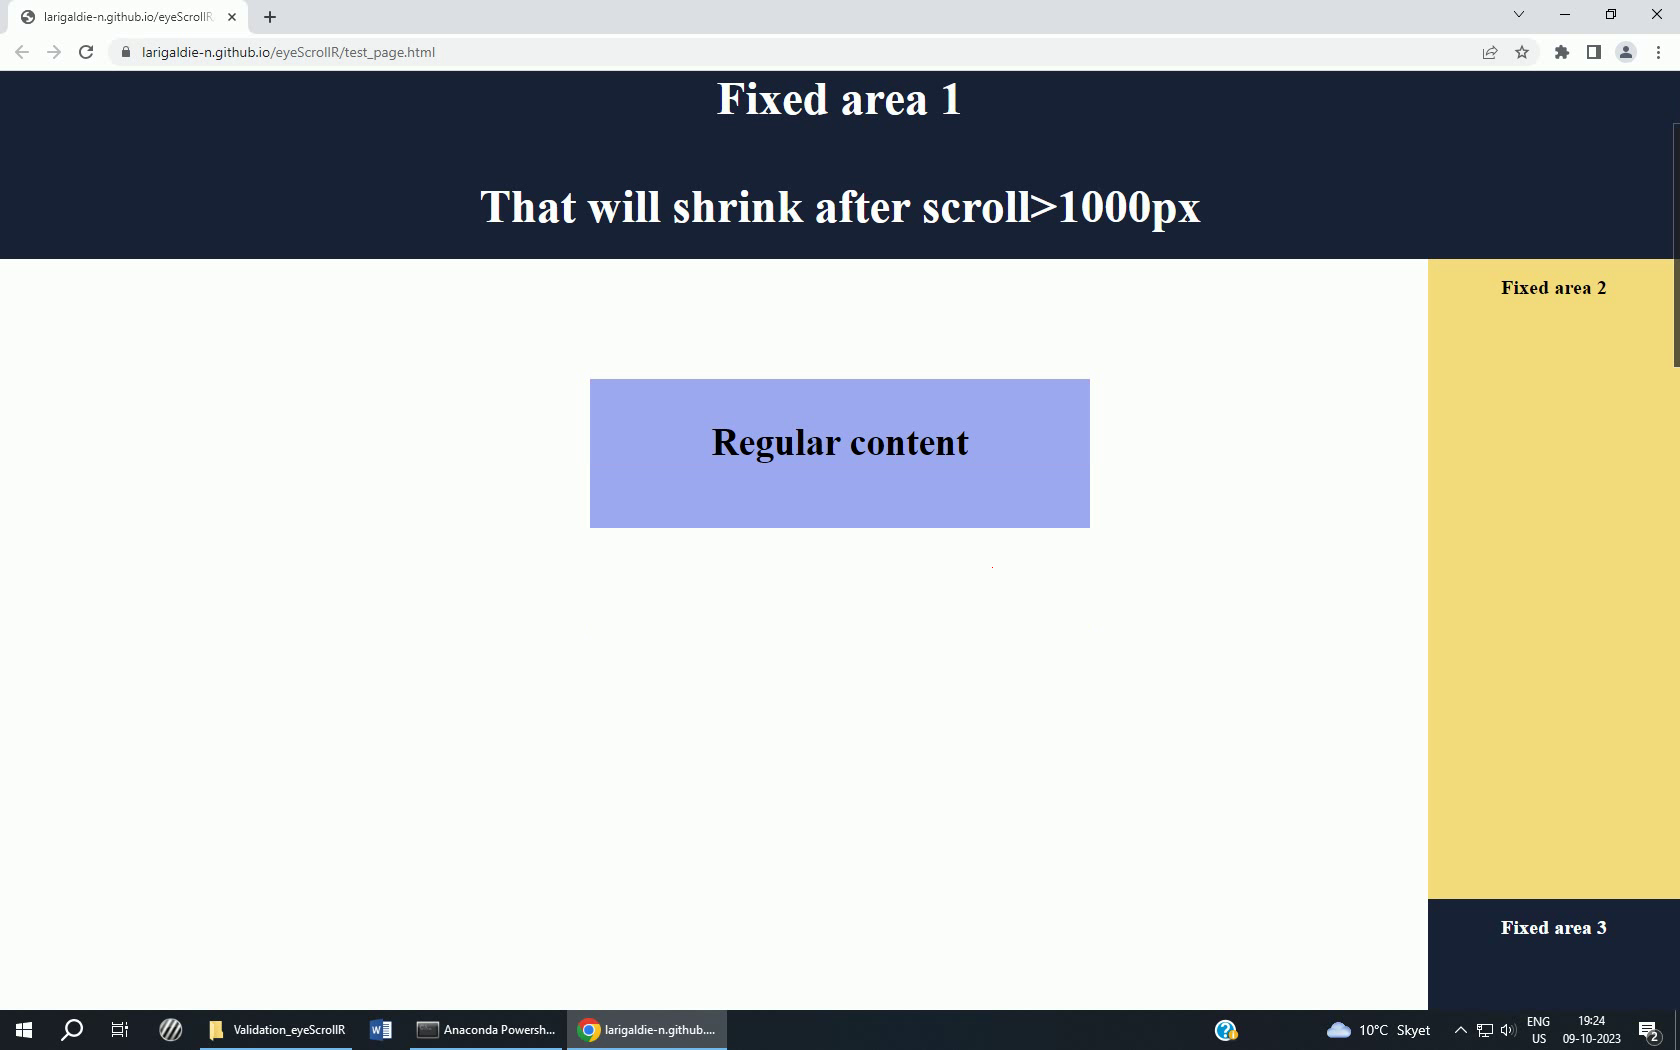 larigaldie-n.github.io/eyeScrollR
larigaldie-n.github.io/eyeScrollR/test_page.html
Fixed area 1
That will shrink after scroll>1000px
Fixed area 2
Regular content
Fixed area 3
Validation_eyeScrollR
Anaconda Powersh...
larigaldie-n.github....
10°C Skyet
ENG
US
19:24
09-10-2023
2